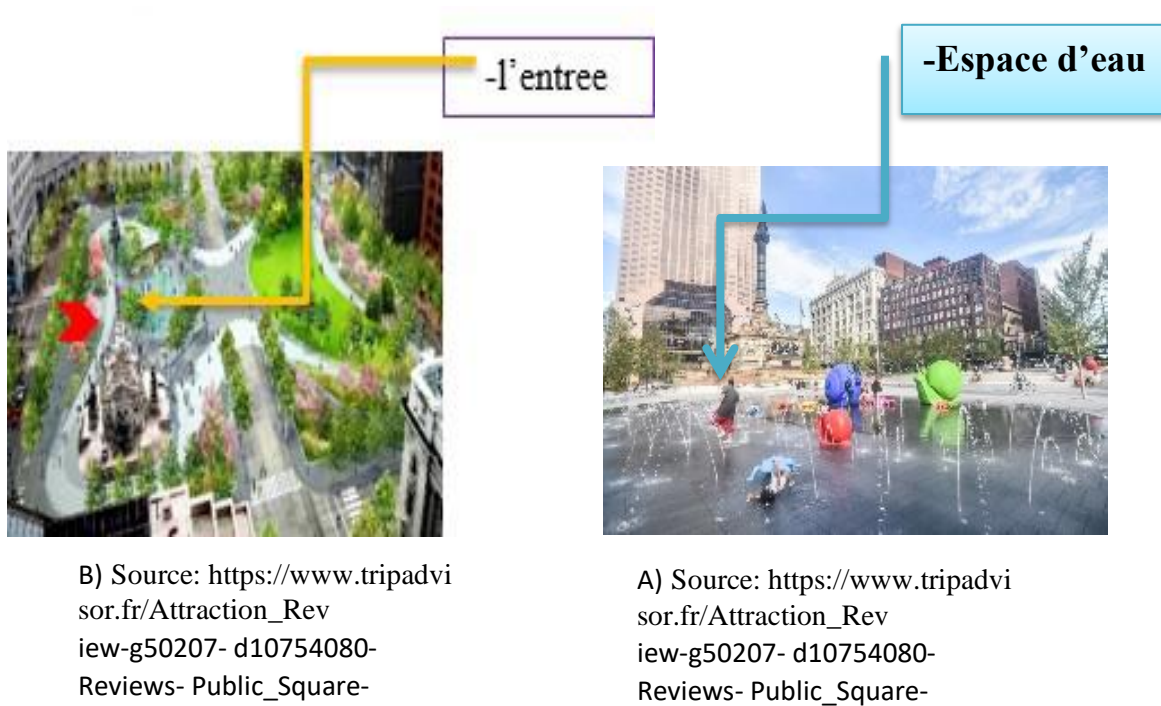 -l'entree
-Espace d'eau
B) Source: https://www.tripadvi
sor.fr/Attraction_Rev
iew-g50207- d10754080-
Reviews- Public_Square-
A) Source: https://www.tripadvi
sor.fr/Attraction_Rev
iew-g50207- d10754080-
Reviews- Public_Square-